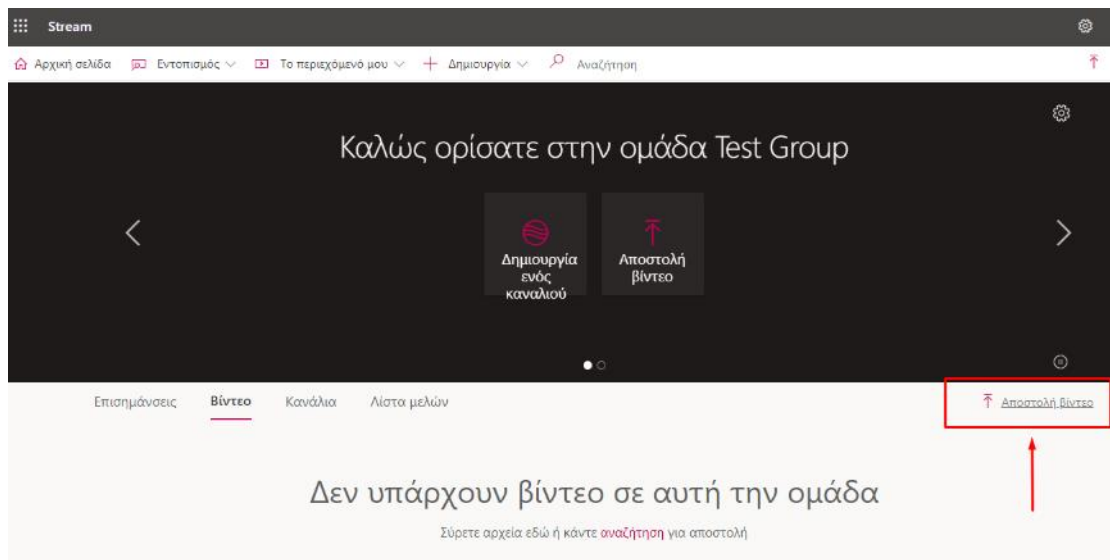 Stream
Αρχική σελίδα Εντοπισμός Το περιεχόμενό μου Δημιουργία Αναζήτηση
Καλώς ορίσατε στην ομάδα Test Group
Δημιουργία
ενός
καναλιού
Αποστολή
βίντεο
Επισημάνσεις Βίντεο Κανάλια Λίστα μελών Αποστολή βίντεο
Δεν υπάρχουν βίντεο σε αυτή την ομάδα
Σύρετε αρχεία εδώ ή κάντε αναζήτηση για αποστολή